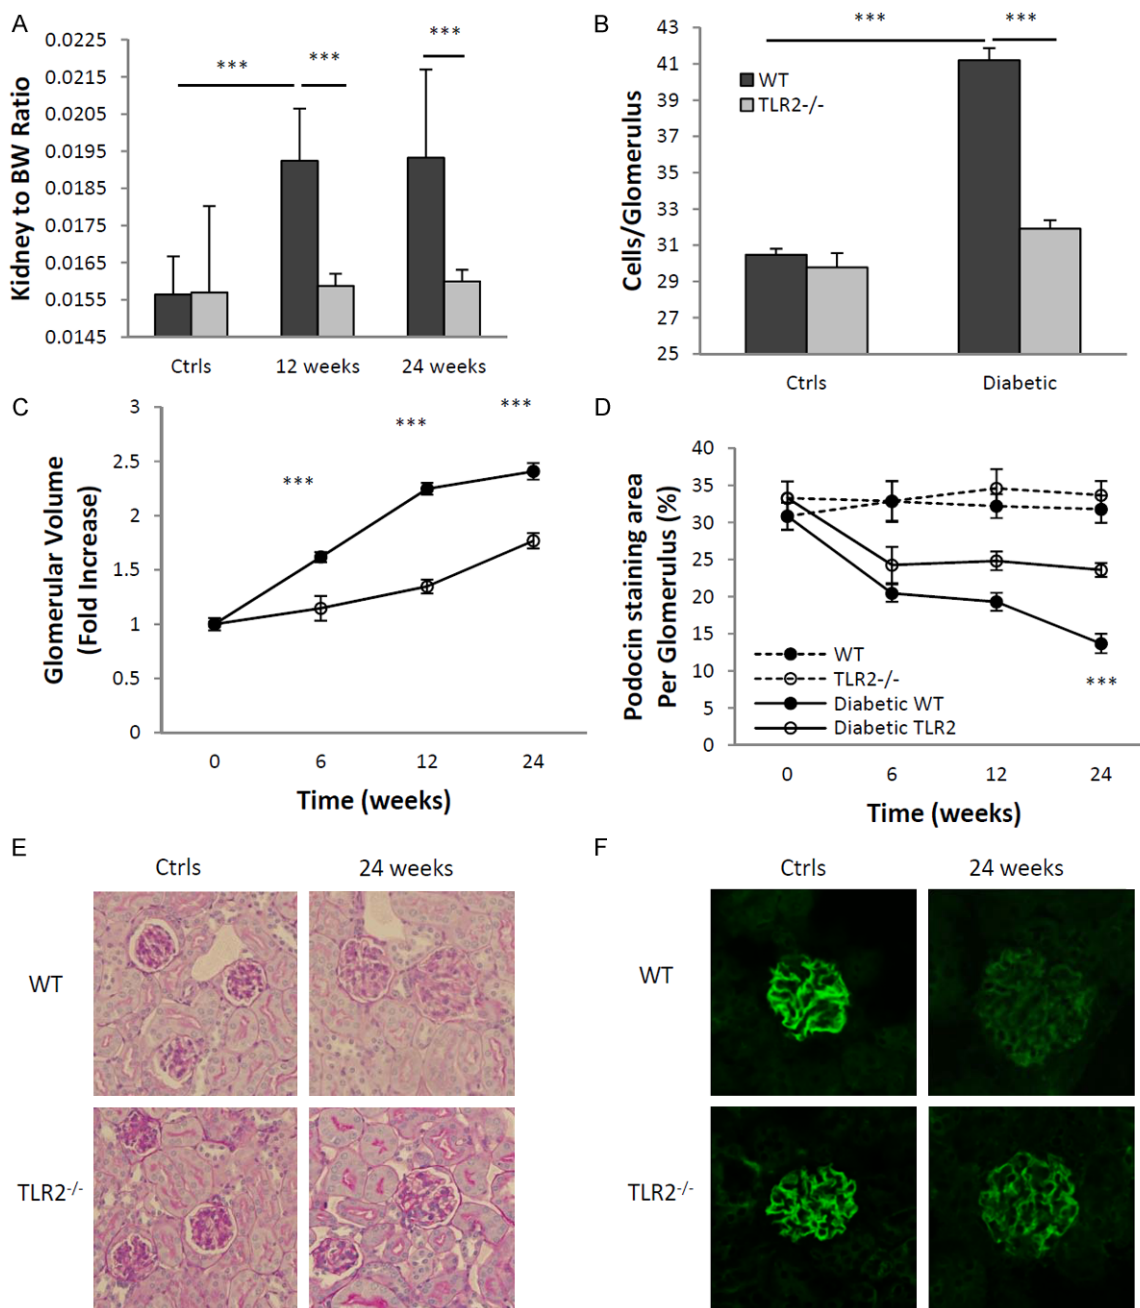 A
0.0225
0.0215
0.0205
0.0195
0.0185
0.0175
0.0165
0.0155
0.0145
Kidney to BW Ratio
***
***
***
Ctrls
12 weeks
24 weeks
B
43
41
39
37
35
33
31
29
27
25
Cells/Glomerulus
***
***
WT
TLR2-/-
Ctrls
Diabetic
C
3
2.5
2
1.5
1
0.5
0
Glomerular Volume
(Fold Increase)
***
***
***
0
6
12
24
Time (weeks)
D
40
35
30
25
20
15
10
5
0
Podocin staining area
Per Glomerulus (%)
WT
TLR2-/-
Diabetic WT
Diabetic TLR2
***
0
6
12
24
Time (weeks)
E
Ctrls
24 weeks
WT
TLR2-/-
F
Ctrls
24 weeks
WT
TLR2-/-